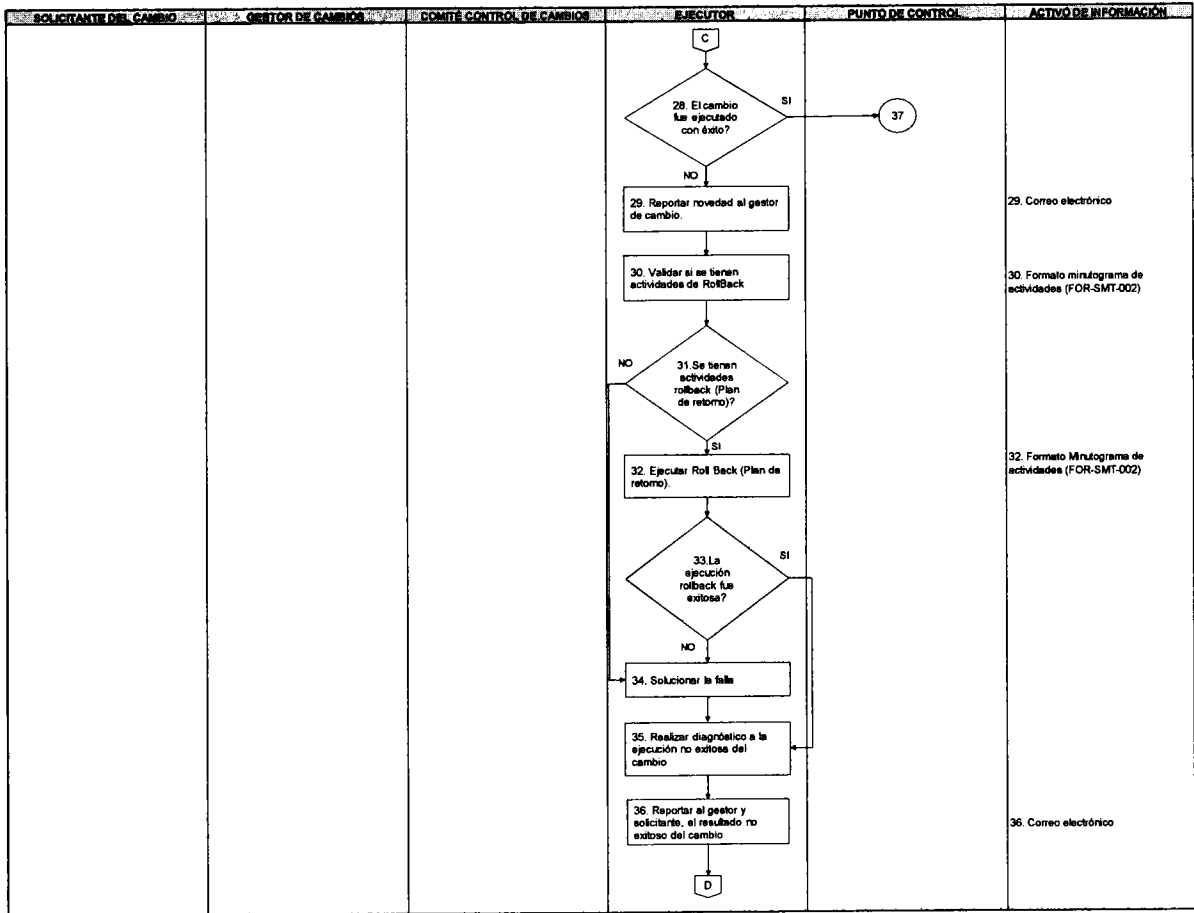 SOLICITANTE DEL CAMBIO
GESTOR DE CAMBIOS
COMITÉ CONTROL DE CAMBIOS
EJECUTOR
PUNTO DE CONTROL
ACTIVO DE INFORMACIÓN
C
28. El cambio
fue ejecutado
con éxito?
SI
37
NO
29. Reportar novedad al gestor
de cambio.
29. Correo electrónico
30. Validar si se tienen
actividades de RollBack
30. Formato minutograma de
actividades (FOR-SMT-002)
NO
31.Se tienen
actividades
rollback (Plan
de retorno)?
SI
32. Ejecutar Roll Back (Plan de
retorno).
32. Formato Minutograma de
actividades (FOR-SMT-002)
33.La
ejecución
rollback fue
exitosa?
SI
NO
34. Solucionar la falla
35. Realizar diagnóstico a la
ejecución no exitosa del
cambio
36. Reportar al gestor y
solicitante, el resultado no
exitoso del cambio
36. Correo electrónico
D